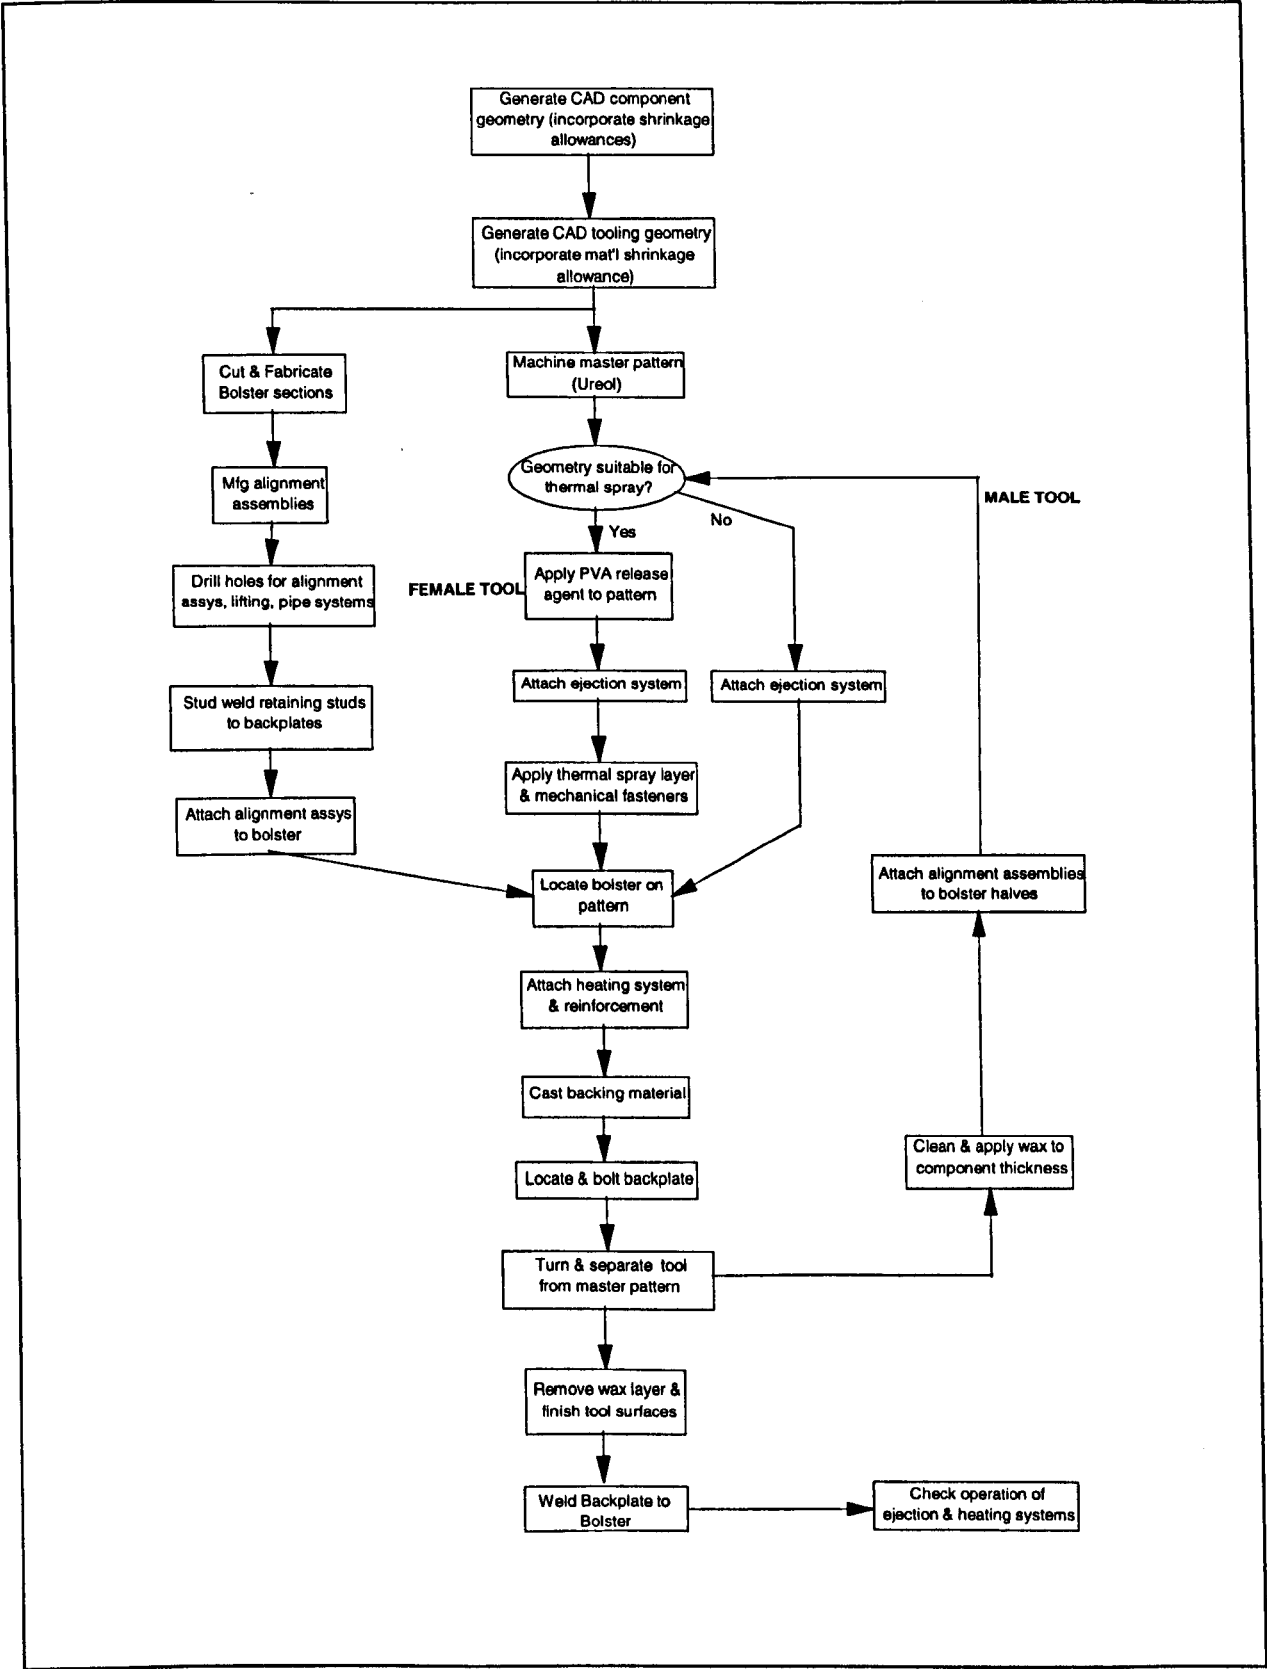 Generate CAD component
geometry (incorporate shrinkage
allowances)
Generate CAD tooling geometry
(incorporate mat'l shrinkage
allowance)
Cut & Fabricate
Bolster sections
Mfg alignment
assemblies
Drill holes for alignment
assys, lifting, pipe systems
Stud weld retaining studs
to backplates
Attach alignment assys
to bolster
Machine master pattern
(Ureol)
Geometry suitable for
thermal spray?
Yes
No
FEMALE TOOL
Apply PVA release
agent to pattern
Attach ejection system
Attach ejection system
Apply thermal spray layer
& mechanical fasteners
Locate bolster on
pattern
Attach heating system
& reinforcement
Cast backing material
Locate & bolt backplate
Turn & separate tool
from master pattern
MALE TOOL
Attach alignment assemblies
to bolster halves
Clean & apply wax to
component thickness
Remove wax layer &
finish tool surfaces
Weld Backplate to
Bolster
Check operation of
ejection & heating systems